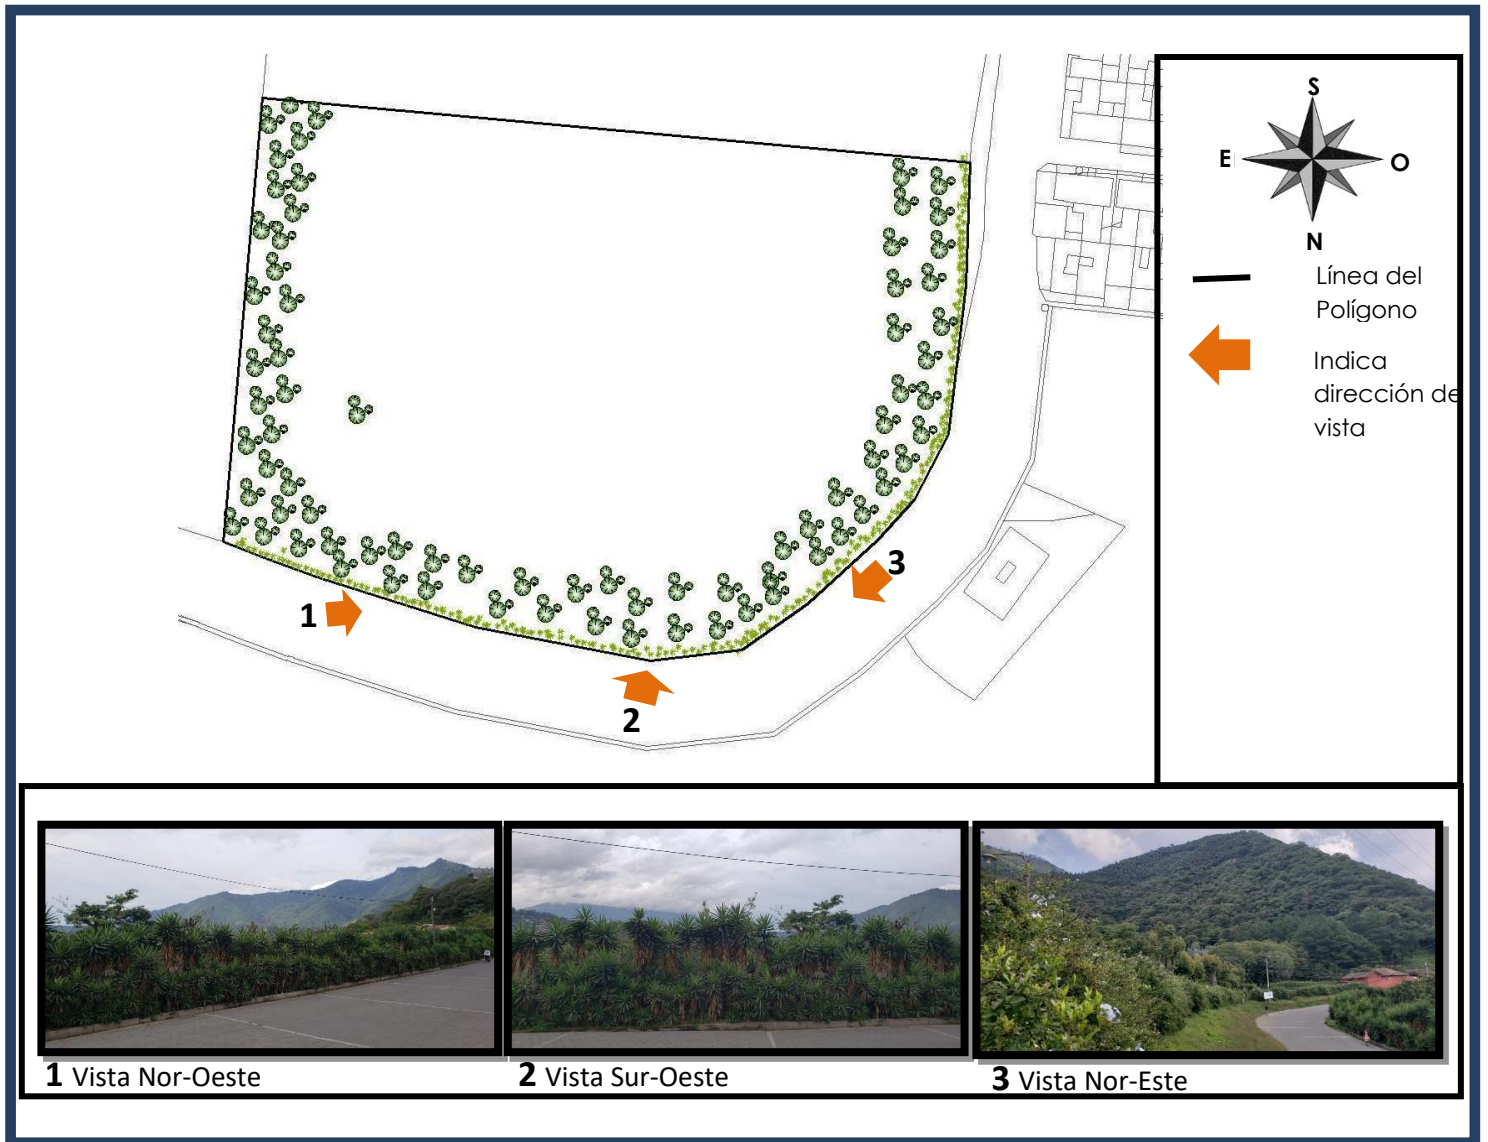 S
E
O
N
Línea del
Polígono
Indica
dirección de
vista
1
2
3
1 Vista Nor-Oeste
2 Vista Sur-Oeste
3 Vista Nor-Este